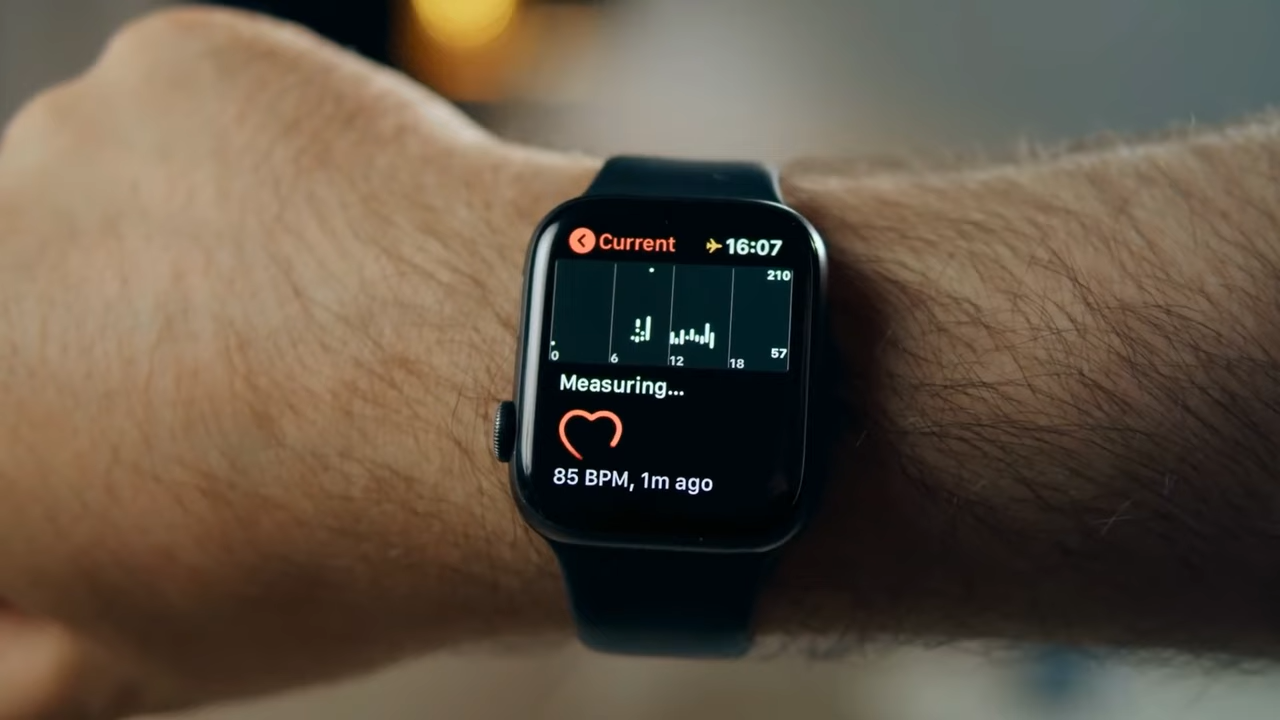 Current 16:07
210
57
0 6 12 18
Measuring...
85 BPM, 1m ago